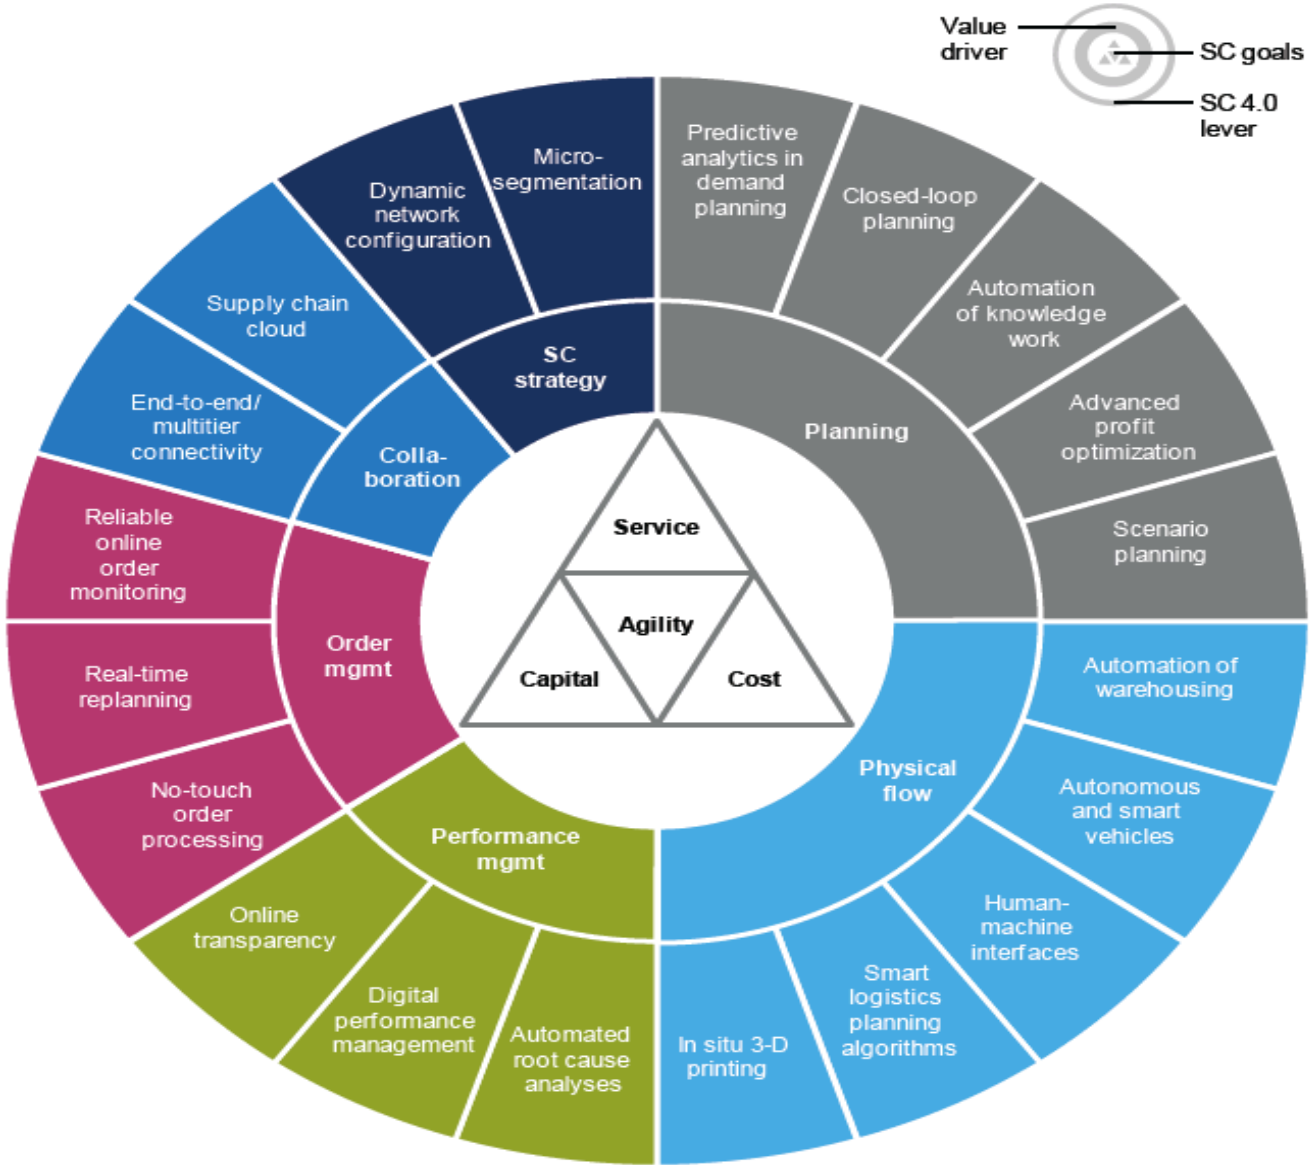 Value
driver
SC goals
SC 4.0
lever
Predictive
analytics in
demand
planning
Closed-loop
planning
Automation
of knowledge
work
Advanced
profit
optimization
Scenario
planning
Automation of
warehousing
Autonomous
and smart
vehicles
Human-
machine
interfaces
Smart
logistics
planning
algorithms
In situ 3-D
printing
Automated
root cause
analyses
Digital
performance
management
Online
transparency
No-touch
order
processing
Real-time
replanning
Reliable
online
order
monitoring
End-to-end/
multitier
connectivity
Supply chain
cloud
Dynamic
network
configuration
Micro-
segmentation
SC
strategy
Planning
Physical
flow
Performance
mgmt
Order
mgmt
Colla-
boration
Service
Agility
Capital
Cost